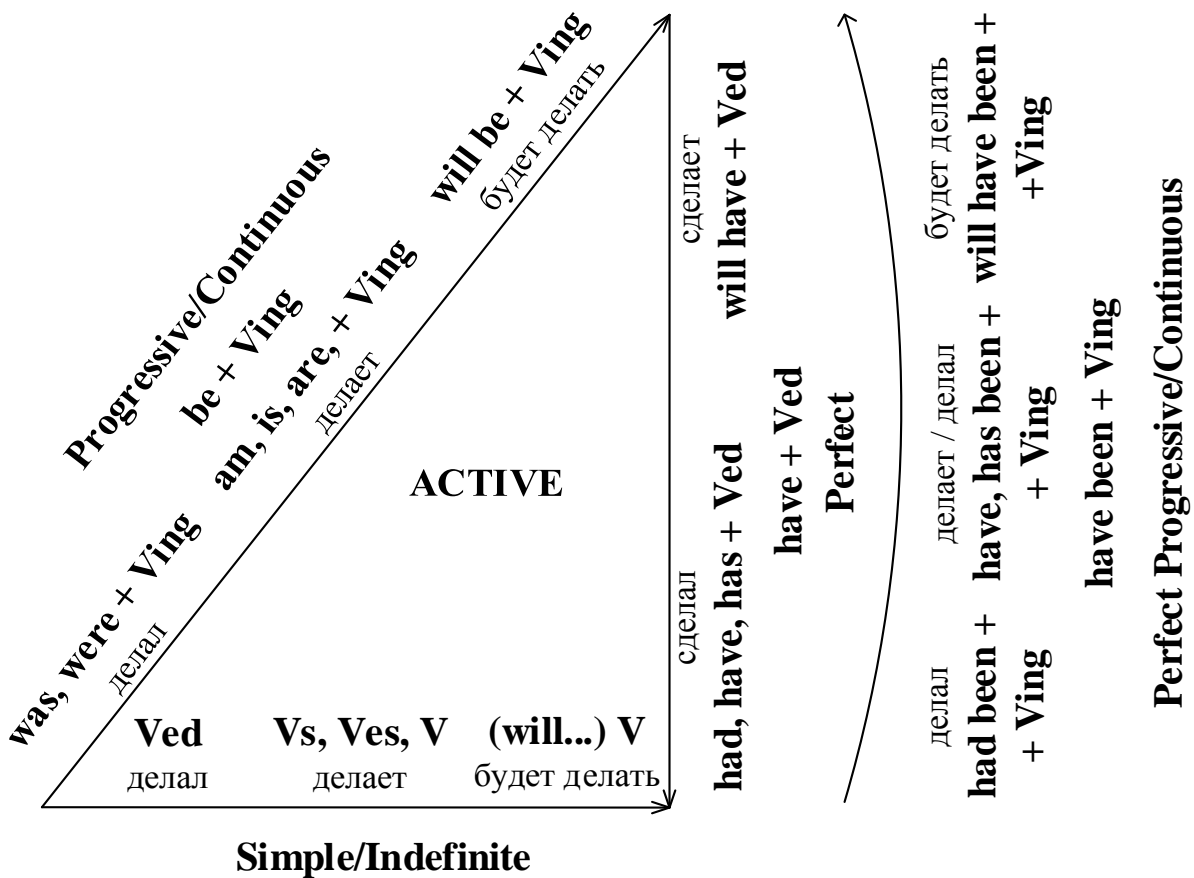 Progressive/Continuous
be + Ving
was, were + Ving
делал
am, is, are, + Ving
делает
will be + Ving
будет делать
ACTIVE
Ved
делал
Vs, Ves, V
делает
(will...) V
будет делать
Simple/Indefinite
сделал
сделает
had, have, has + Ved
will have + Ved
have + Ved
Perfect
делал
had been +
+ Ving
делает / делал
have, has been +
+ Ving
будет делать
will have been +
+Ving
have been + Ving
Perfect Progressive/Continuous